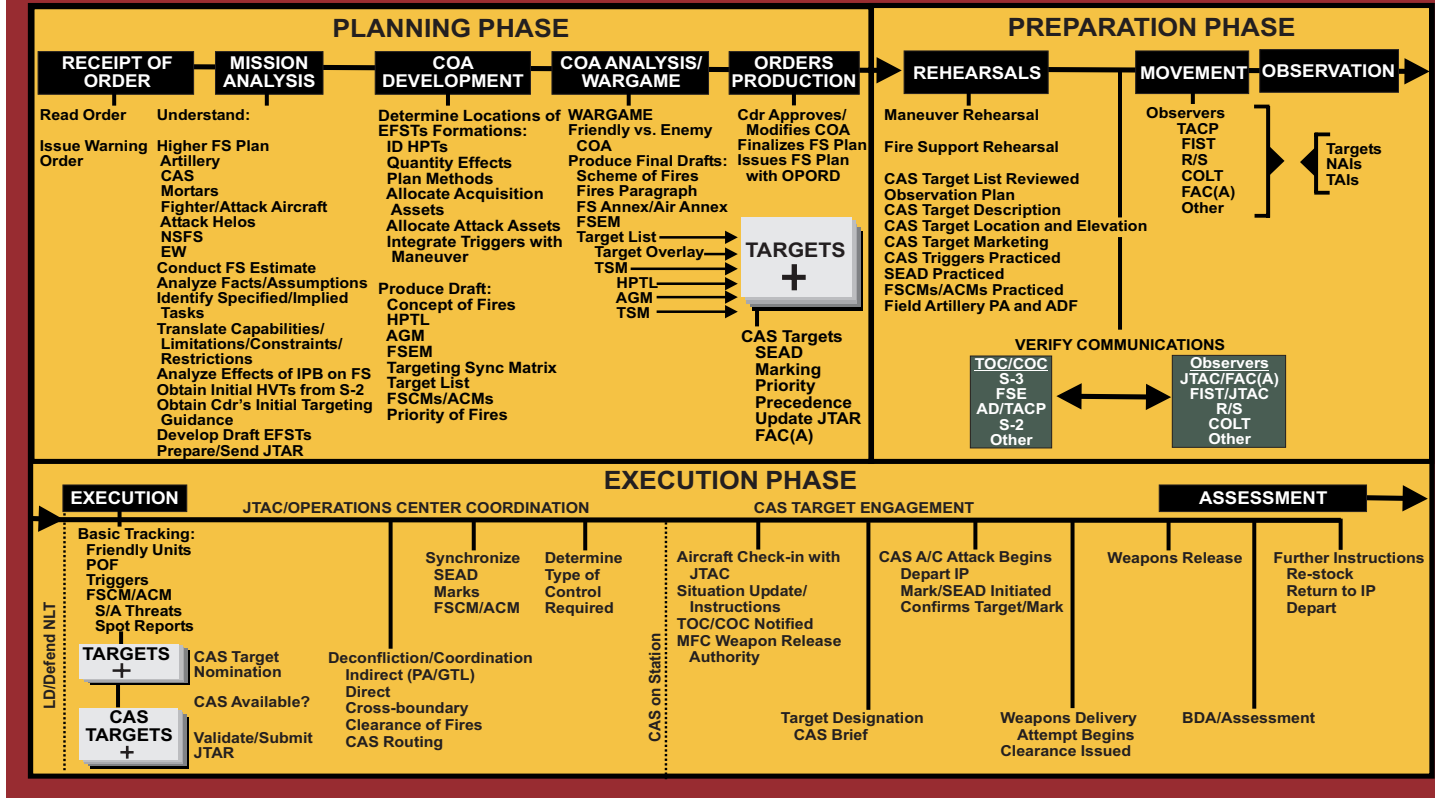 PLANNING PHASE
RECEIPT OF
ORDER
Read Order
Issue Warning
Order
MISSION
ANALYSIS
Understand:
Higher FS Plan
Artillery
CAS
Mortars
Fighter/Attack Aircraft
Attack Helos
NSFS
EW
Conduct FS Estimate
Analyze Facts/Assumptions
Identify Specified/Implied
Tasks
Translate Capabilities/
Limitations/Constraints/
Restrictions
Analyze Effects of IPB on FS
Obtain Initial HVTs from S-2
Obtain Cdr's Initial Targeting
Guidance
Develop Draft EFSTs
Prepare/Send JTAR
COA
DEVELOPMENT
Determine Locations of
EFSTs Formations:
ID HPTs
Quantity Effects
Plan Methods
Allocate Acquisition
Assets
Allocate Attack Assets
Integrate Triggers with
Maneuver
Produce Draft:
Concept of Fires
HPTL
AGM
FSEM
Targeting Sync Matrix
Target List
FSCMs/ACMs
Priority of Fires
COA ANALYSIS/
WARGAME
WARGAME
Friendly vs. Enemy
COA
Produce Final Drafts:
Scheme of Fires
Fires Paragraph
FS Annex/Air Annex
FSEM
Target List
Target Overlay
TSM
HPTL
AGM
TSM
ORDERS
PRODUCTION
Cdr Approves/
Modifies COA
Finalizes FS Plan
Issues FS Plan
with OPORD
TARGETS
+
CAS Targets
SEAD
Marking
Priority
Precedence
Update JTAR
FAC(A)
PREPARATION PHASE
REHEARSALS
Maneuver Rehearsal
Fire Support Rehearsal
CAS Target List Reviewed
Observation Plan
CAS Target Description
CAS Target Location and Elevation
CAS Target Marketing
CAS Triggers Practiced
SEAD Practiced
FSCMs/ACMs Practiced
Field Artillery PA and ADF
MOVEMENT
Observers
TACP
FIST
R/S
COLT
FAC(A)
Other
OBSERVATION
Targets
NAIs
TAIs
VERIFY COMMUNICATIONS
TOC/COC
S-3
FSE
AD/TACP
S-2
Other
Observers
JTAC/FAC(A)
FIST/JTAC
R/S
COLT
Other
EXECUTION PHASE
LD/Defend NLT
EXECUTION
Basic Tracking:
Friendly Units
POF
Triggers
FSCM/ACM
S/A Threats
Spot Reports
TARGETS
+
CAS Target
Nomination
CAS Available?
CAS
TARGETS
+
Validate/Submit
JTAR
JTAC/OPERATIONS CENTER COORDINATION
Deconfliction/Coordination
Indirect (PA/GTL)
Direct
Cross-boundary
Clearance of Fires
CAS Routing
Synchronize
SEAD
Marks
FSCM/ACM
Determine
Type of
Control
Required
CAS on Station
CAS TARGET ENGAGEMENT
Aircraft Check-in with
JTAC
Situation Update/
Instructions
TOC/COC Notified
MFC Weapon Release
Authority
Target Designation
CAS Brief
CAS A/C Attack Begins
Depart IP
Mark/SEAD Initiated
Confirms Target/Mark
Weapons Delivery
Attempt Begins
Clearance Issued
Weapons Release
ASSESSMENT
BDA/Assessment
Further Instructions
Re-stock
Return to IP
Depart